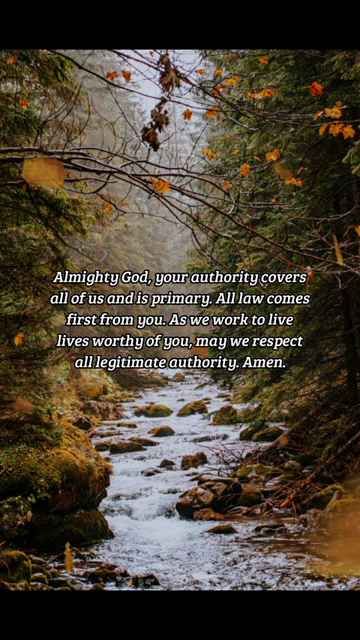 Almighty God, your authority covers
all of us and is primary. All law comes
first from you. As we work to live
lives worthy of you, may we respect
all legitimate authority. Amen.